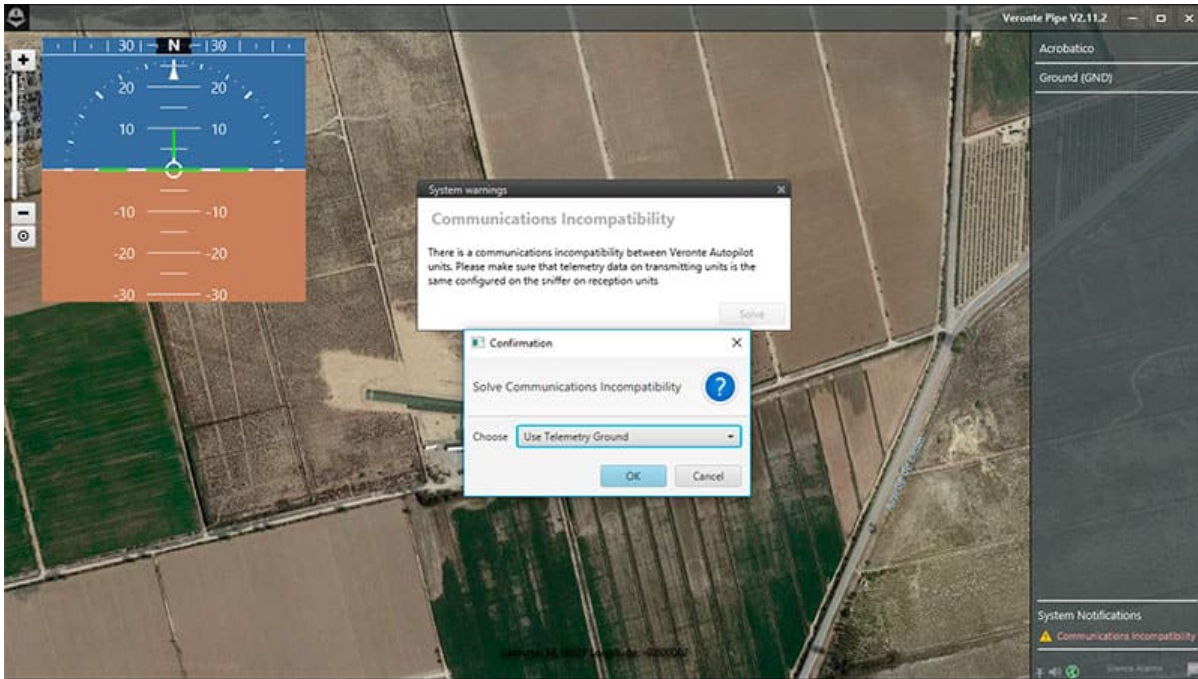 Veronte Pipe V2.11.2
30 N 30
20 20
10 10
-10 -10
-20 -20
-30 -30
Acrobatico
Ground (GND)
System warnings
Communications Incompatibility
There is a communications incompatibility between Veronte Autopilot
units. Please make sure that telemetry data on transmitting units is the
same configured on the sniffer on reception units
Solve
Confirmation
Solve Communications Incompatibility
?
Choose Use Telemetry Ground
OK Cancel
System Notifications
Communications Incompatibility
Silence Alarms